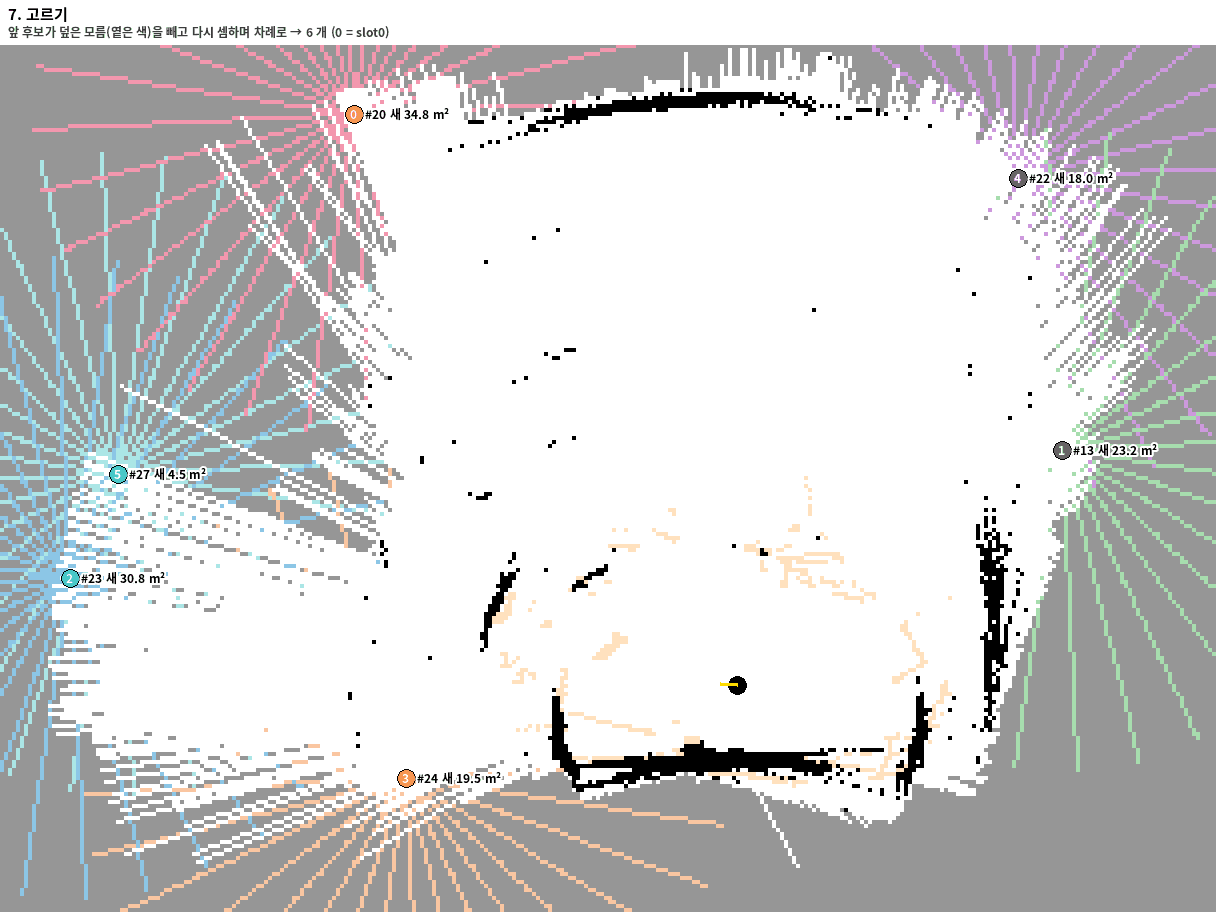 7. 고르기
앞 후보가 덮은 모름(옅은 색)을 빼고 다시 셈하며 차례로 → 6 개 (0 = slot0)
0 #20 새 34.8 m²
4 #22 새 18.0 m²
1 #13 새 23.2 m²
5 #27 새 4.5 m²
2 #23 새 30.8 m²
3 #24 새 19.5 m²